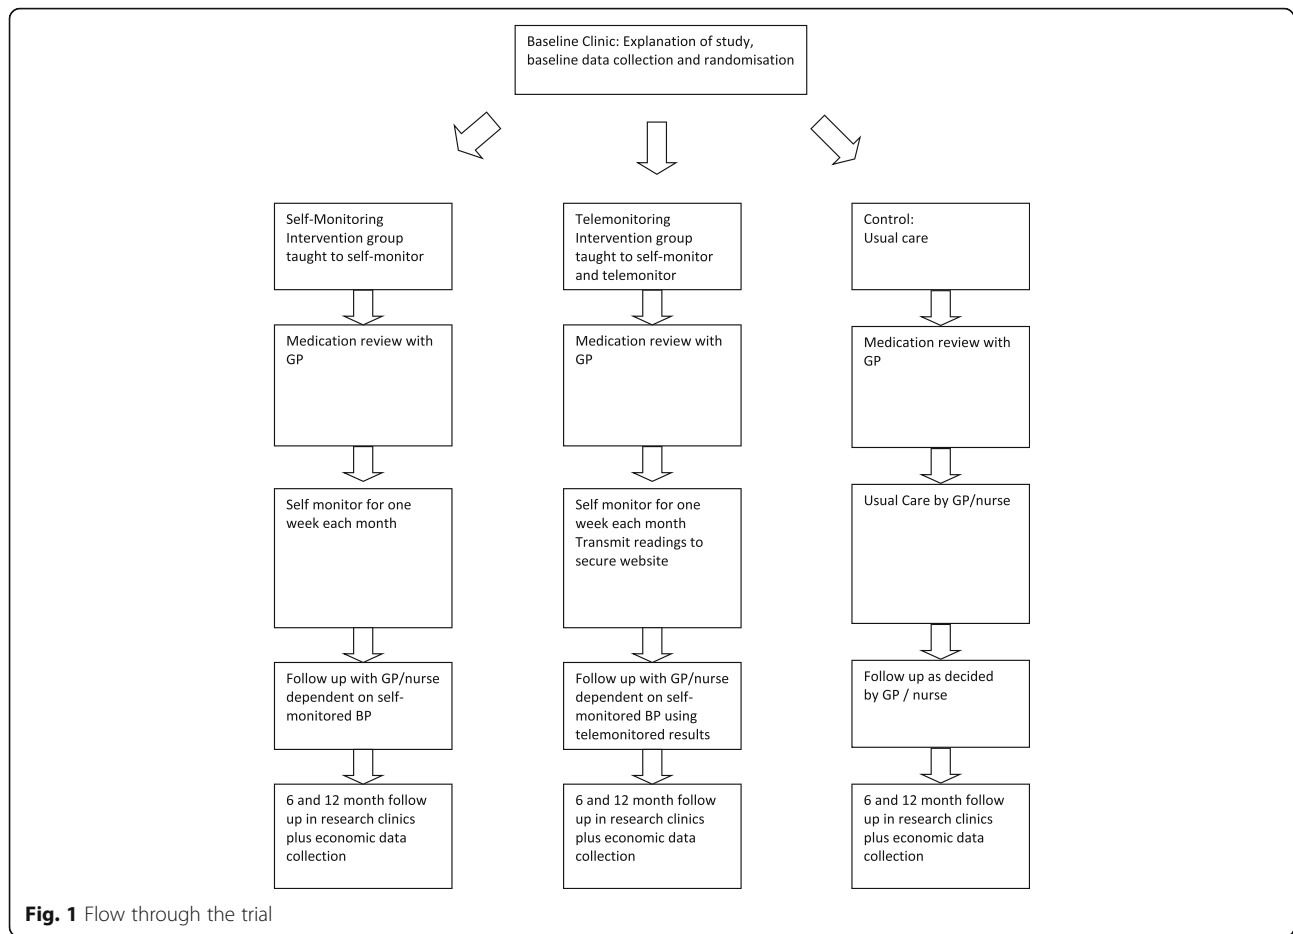 Baseline Clinic: Explanation of study,
baseline data collection and randomisation
Self-Monitoring
Intervention group
taught to self-monitor
Telemonitoring
Intervention group
taught to self-monitor
and telemonitor
Control:
Usual care
Medication review with
GP
Medication review with
GP
Medication review with
GP
Self monitor for one
week each month
Self monitor for one
week each month
Transmit readings to
secure website
Usual Care by GP/nurse
Follow up with GP/nurse
dependent on self-
monitored BP
Follow up with GP/nurse
dependent on self-
monitored BP using
telemonitored results
Follow up as decided
by GP / nurse
6 and 12 month follow
up in research clinics
plus economic data
collection
6 and 12 month follow
up in research clinics
plus economic data
collection
6 and 12 month follow
up in research clinics
plus economic data
collection
Fig. 1 Flow through the trial